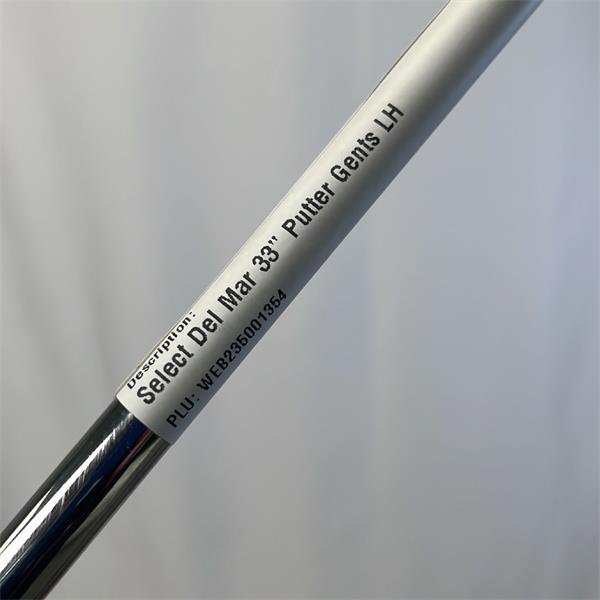 Description:
Select Del Mar 33" Putter Gents LH
PLU: WEB235001354